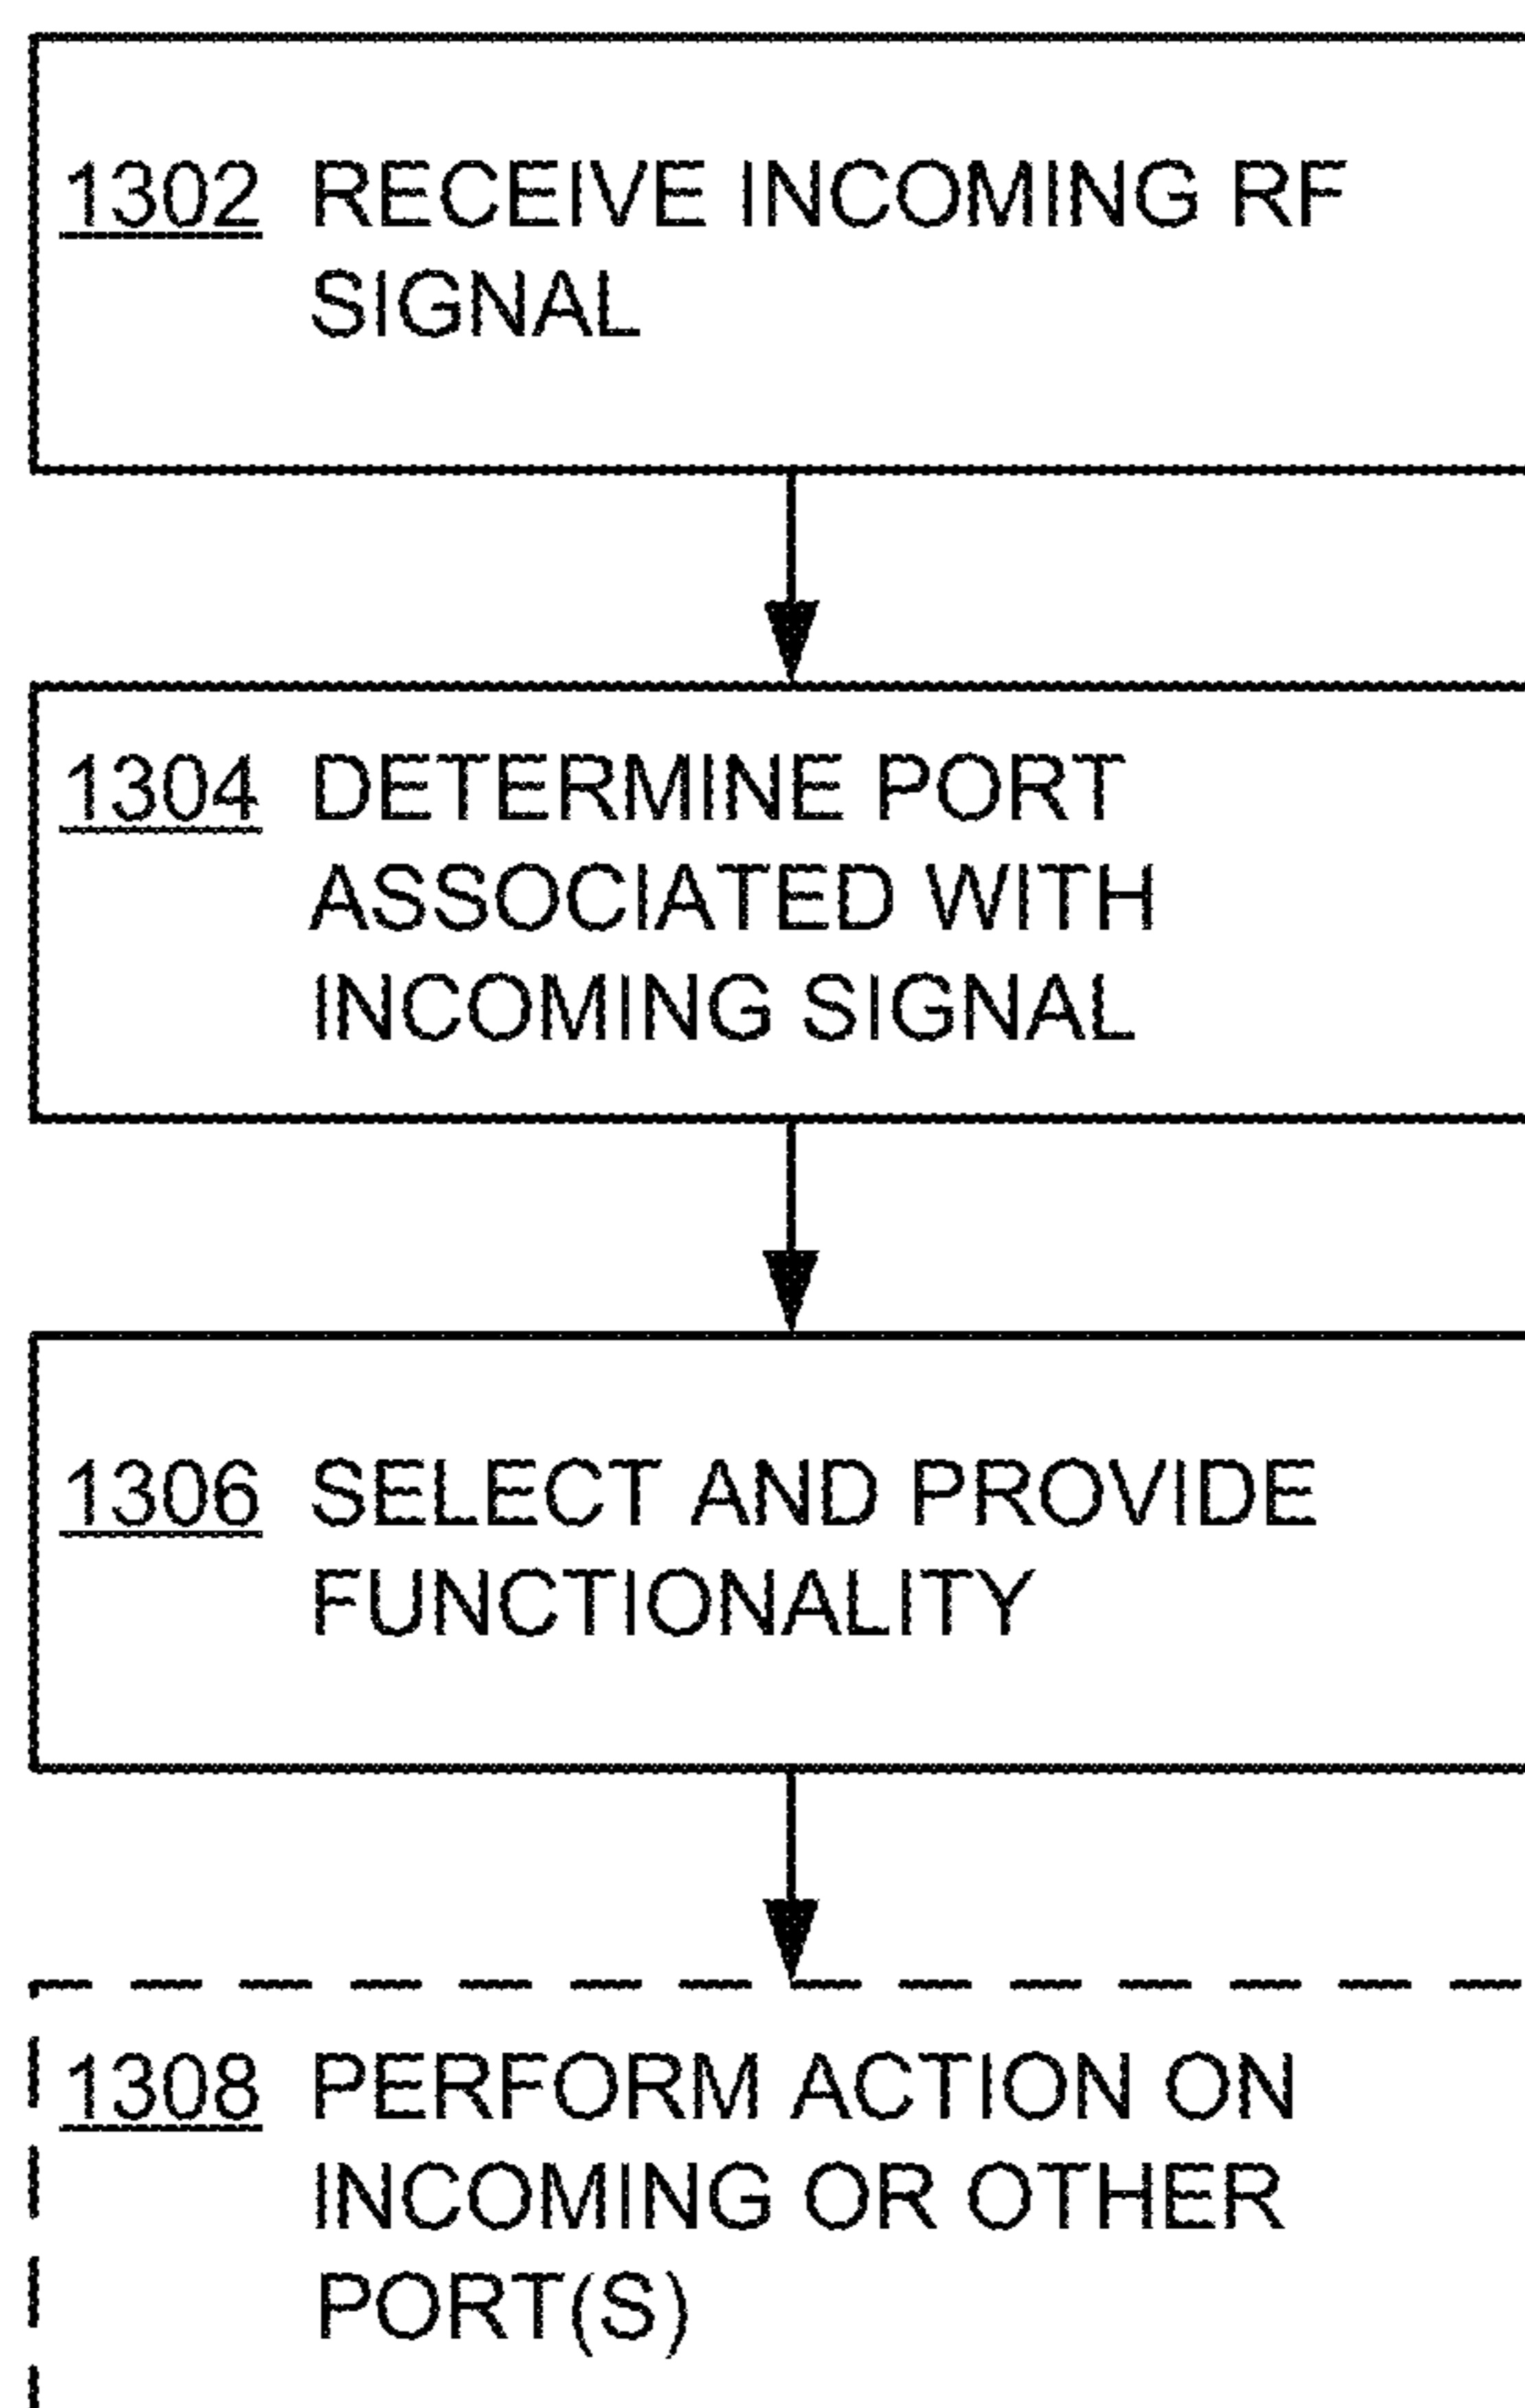 1302 RECEIVE INCOMING RF
SIGNAL
1304 DETERMINE PORT
ASSOCIATED WITH
INCOMING SIGNAL
1306 SELECT AND PROVIDE
FUNCTIONALITY
1308 PERFORM ACTION ON
INCOMING OR OTHER
PORT(S)